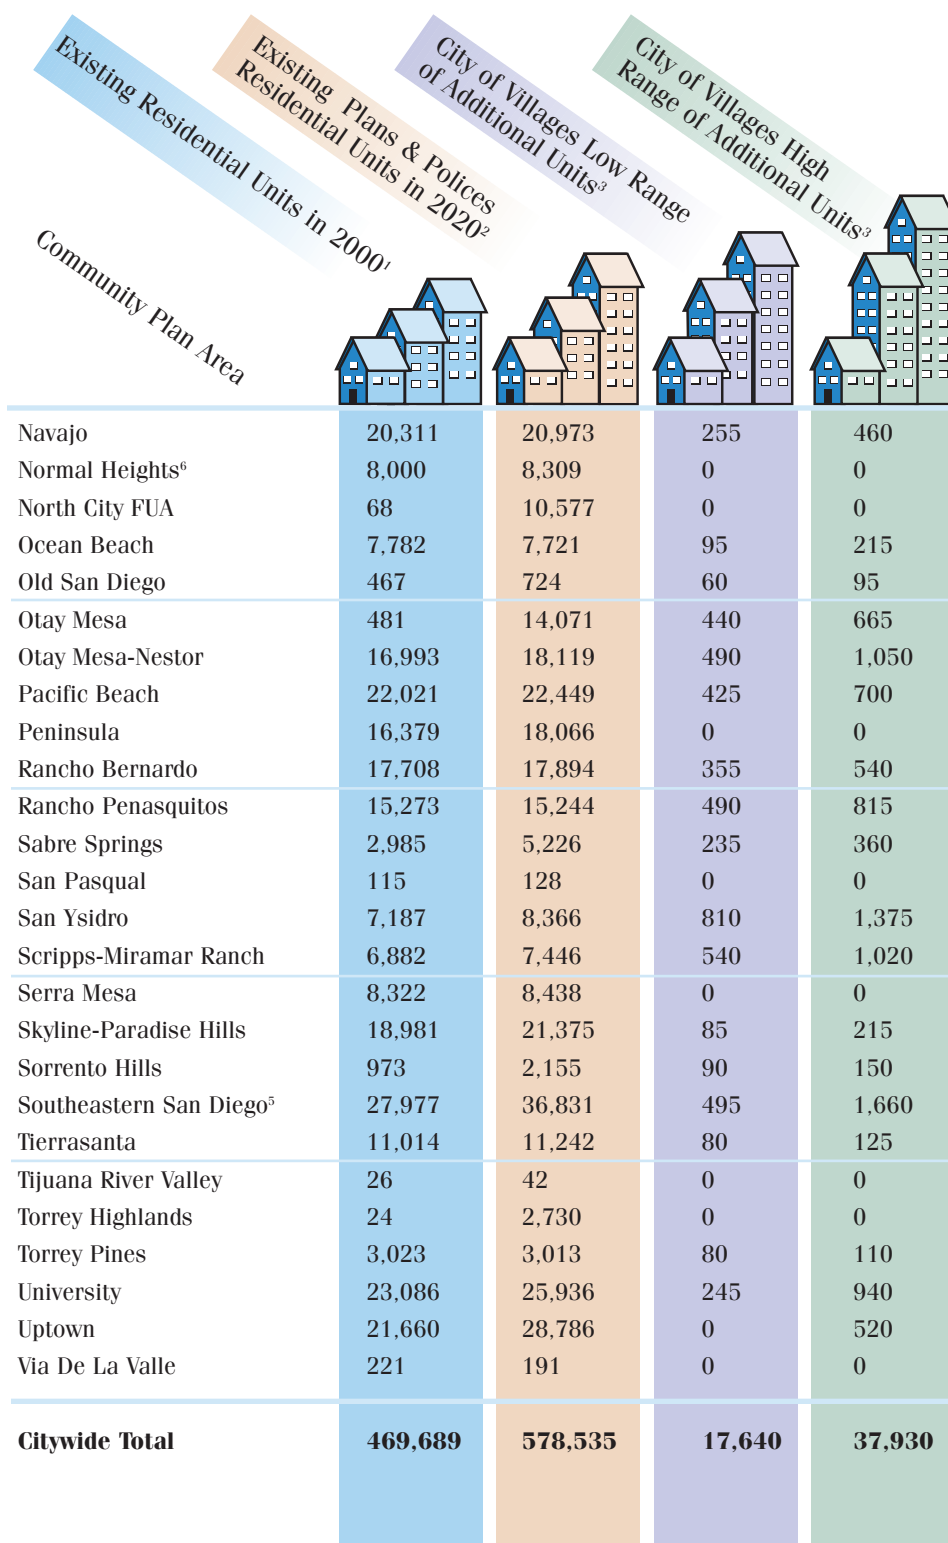 Existing Residential Units in 2000¹
Existing Plans & Polices
Residential Units in 2020²
City of Villages Low Range
of Additional Units³
City of Villages High
Range of Additional Units³
Community Plan Area
Navajo 20,311 20,973 255 460
Normal Heights⁶ 8,000 8,309 0 0
North City FUA 68 10,577 0 0
Ocean Beach 7,782 7,721 95 215
Old San Diego 467 724 60 95
Otay Mesa 481 14,071 440 665
Otay Mesa-Nestor 16,993 18,119 490 1,050
Pacific Beach 22,021 22,449 425 700
Peninsula 16,379 18,066 0 0
Rancho Bernardo 17,708 17,894 355 540
Rancho Penasquitos 15,273 15,244 490 815
Sabre Springs 2,985 5,226 235 360
San Pasqual 115 128 0 0
San Ysidro 7,187 8,366 810 1,375
Scripps-Miramar Ranch 6,882 7,446 540 1,020
Serra Mesa 8,322 8,438 0 0
Skyline-Paradise Hills 18,981 21,375 85 215
Sorrento Hills 973 2,155 90 150
Southeastern San Diego⁵ 27,977 36,831 495 1,660
Tierrasanta 11,014 11,242 80 125
Tijuana River Valley 26 42 0 0
Torrey Highlands 24 2,730 0 0
Torrey Pines 3,023 3,013 80 110
University 23,086 25,936 245 940
Uptown 21,660 28,786 0 520
Via De La Valle 221 191 0 0
Citywide Total 469,689 578,535 17,640 37,930